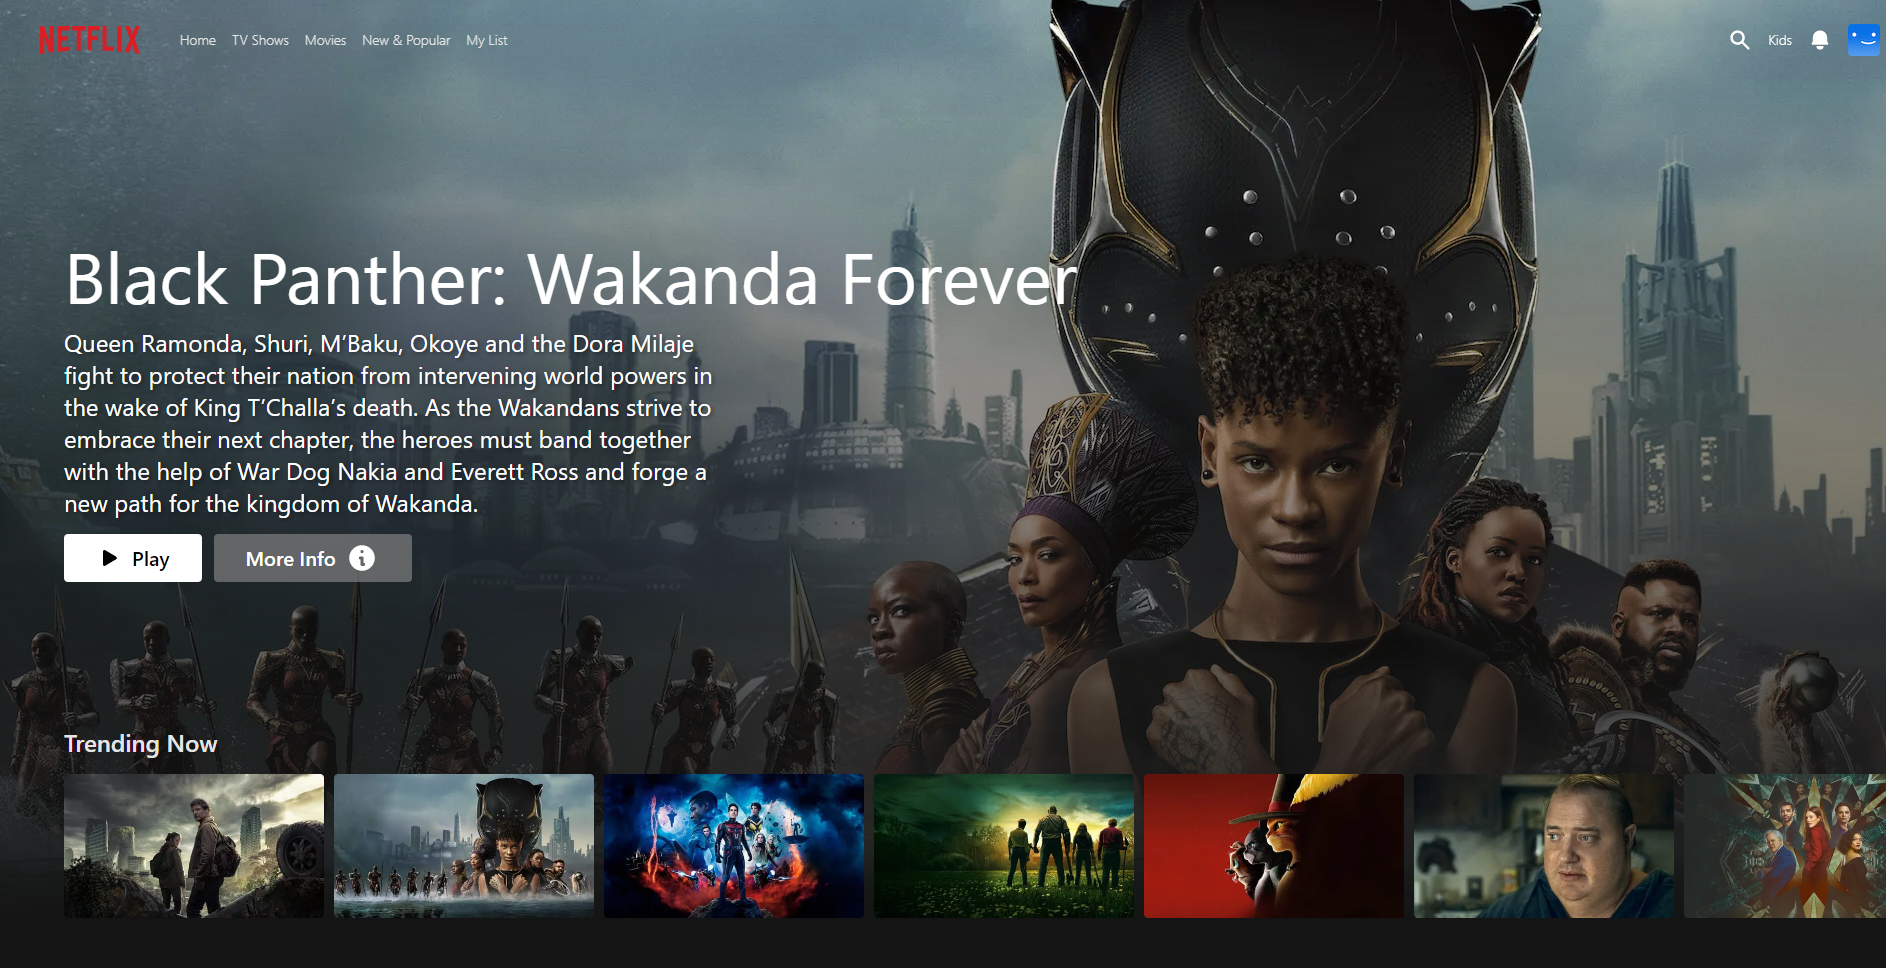 NETFLIX Home TV Shows Movies New & Popular My List Kids
Black Panther: Wakanda Forever
Queen Ramonda, Shuri, M’Baku, Okoye and the Dora Milaje
fight to protect their nation from intervening world powers in
the wake of King T’Challa’s death. As the Wakandans strive to
embrace their next chapter, the heroes must band together
with the help of War Dog Nakia and Everett Ross and forge a
new path for the kingdom of Wakanda.
Play More Info
Trending Now